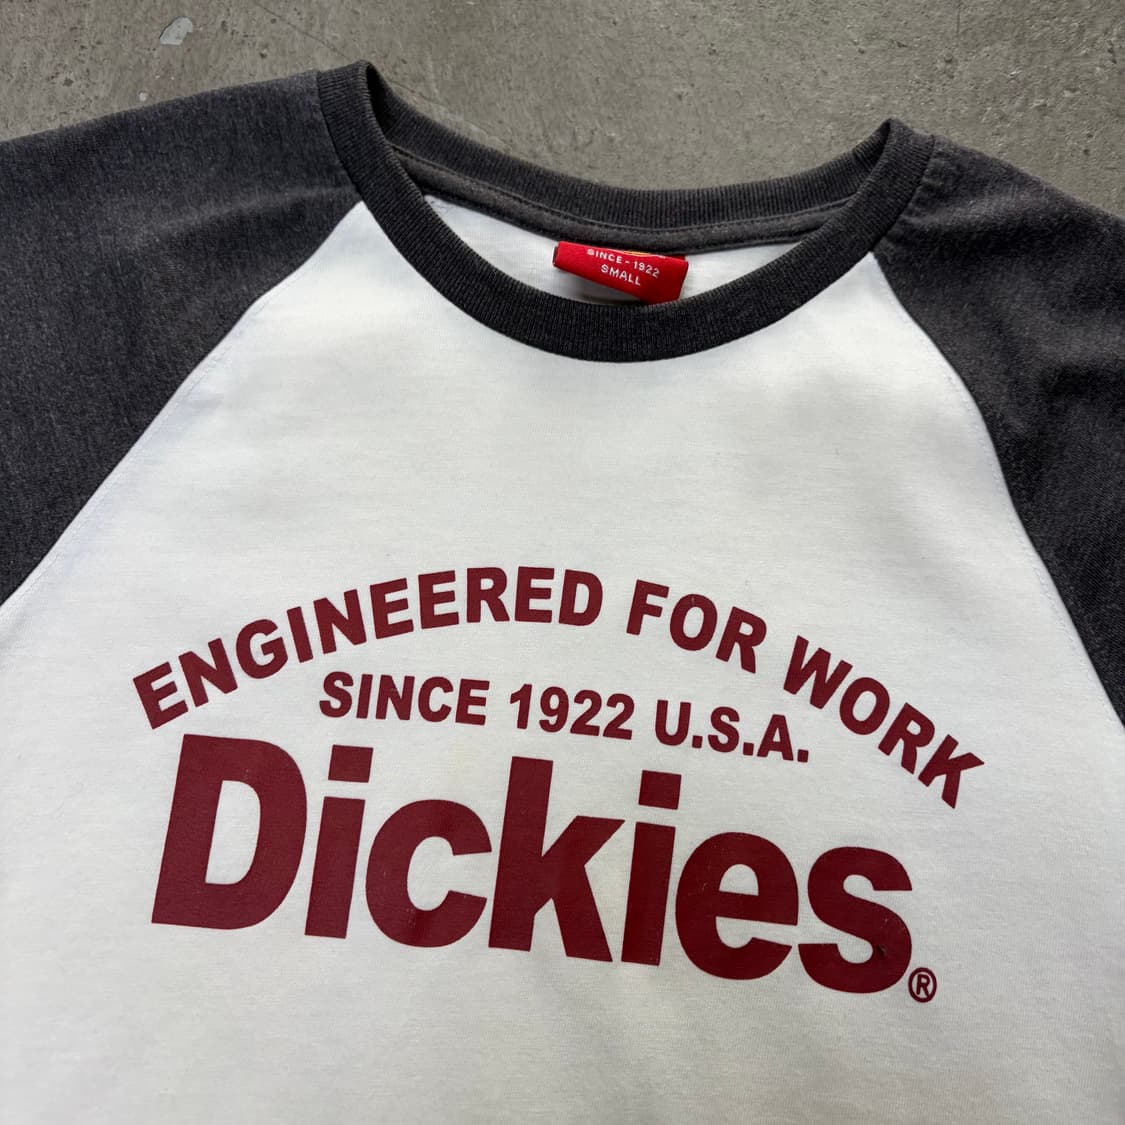 SINCE - 1922
SMALL
ENGINEERED FOR WORK
SINCE 1922 U.S.A.
Dickies®